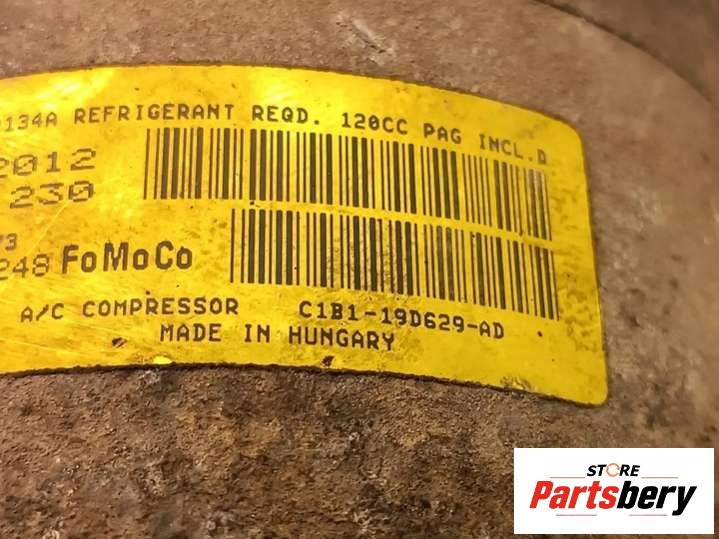 134A REFRIGERANT REQD. 120CC PAG INCL.D
2012
230
73
248 FoMoCo
A/C COMPRESSOR C1B1-19D629-AD
MADE IN HUNGARY
STORE
Partsbery